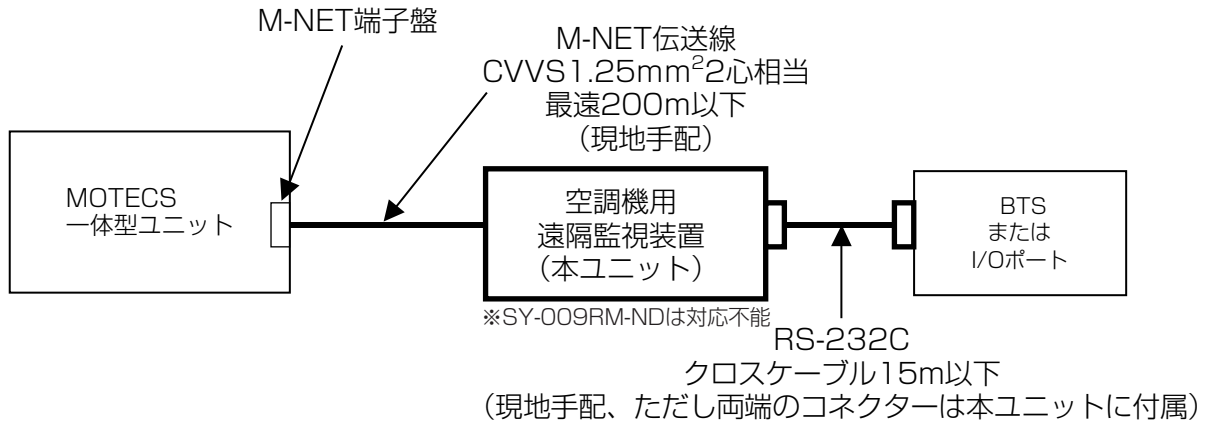 M-NET端子盤
M-NET伝送線
CVVS1.25mm²2心相当
最遠200m以下
（現地手配）
MOTECS
一体型ユニット
空調機用
遠隔監視装置
（本ユニット）
BTS
または
I/Oポート
※SY-009RM-NDは対応不能
RS-232C
クロスケーブル15m以下
（現地手配、ただし両端のコネクターは本ユニットに付属）